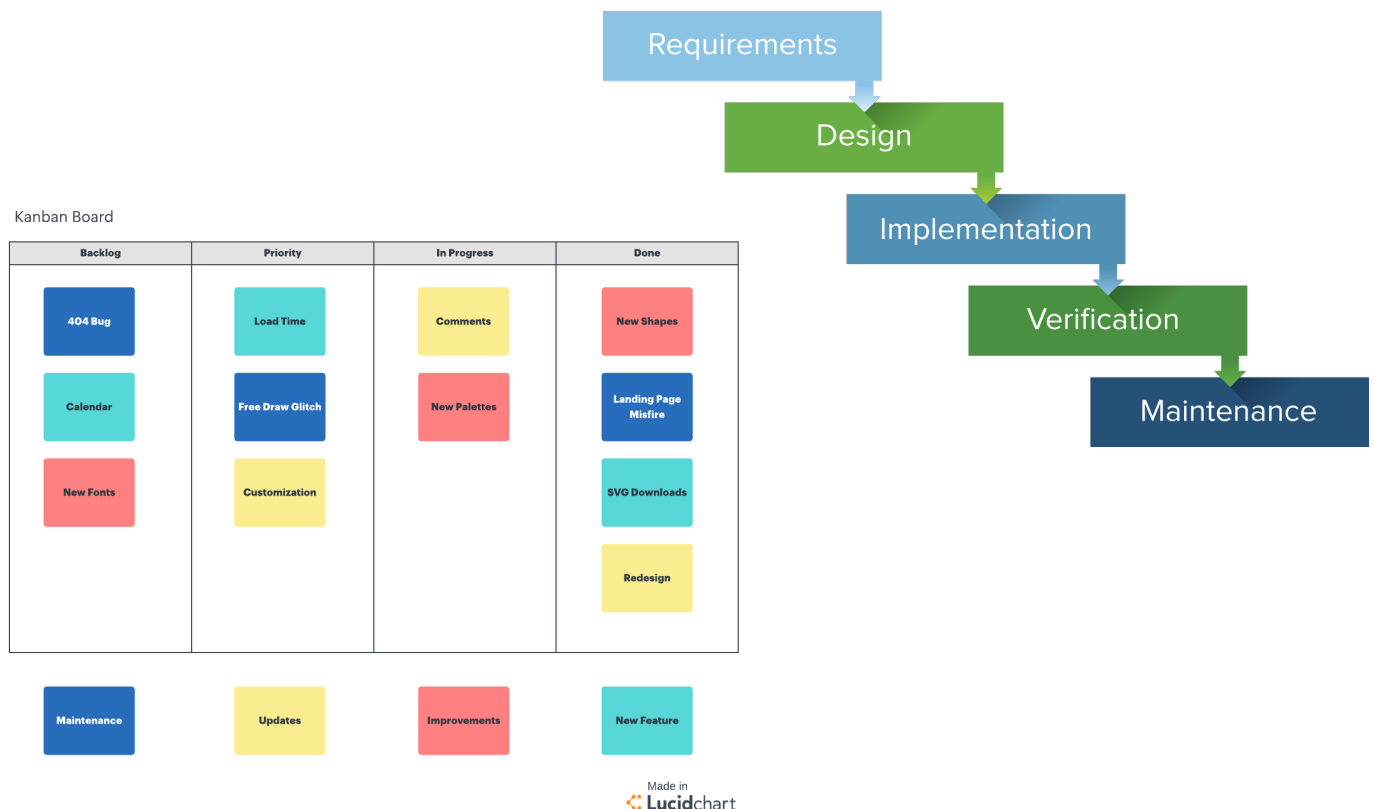 Requirements
Design
Implementation
Verification
Maintenance
Kanban Board
Backlog
Priority
In Progress
Done
404 Bug
Load Time
Comments
New Shapes
Calendar
Free Draw Glitch
New Palettes
Landing Page
Misfire
New Fonts
Customization
SVG Downloads
Redesign
Maintenance
Updates
Improvements
New Feature
Made in
Lucidchart